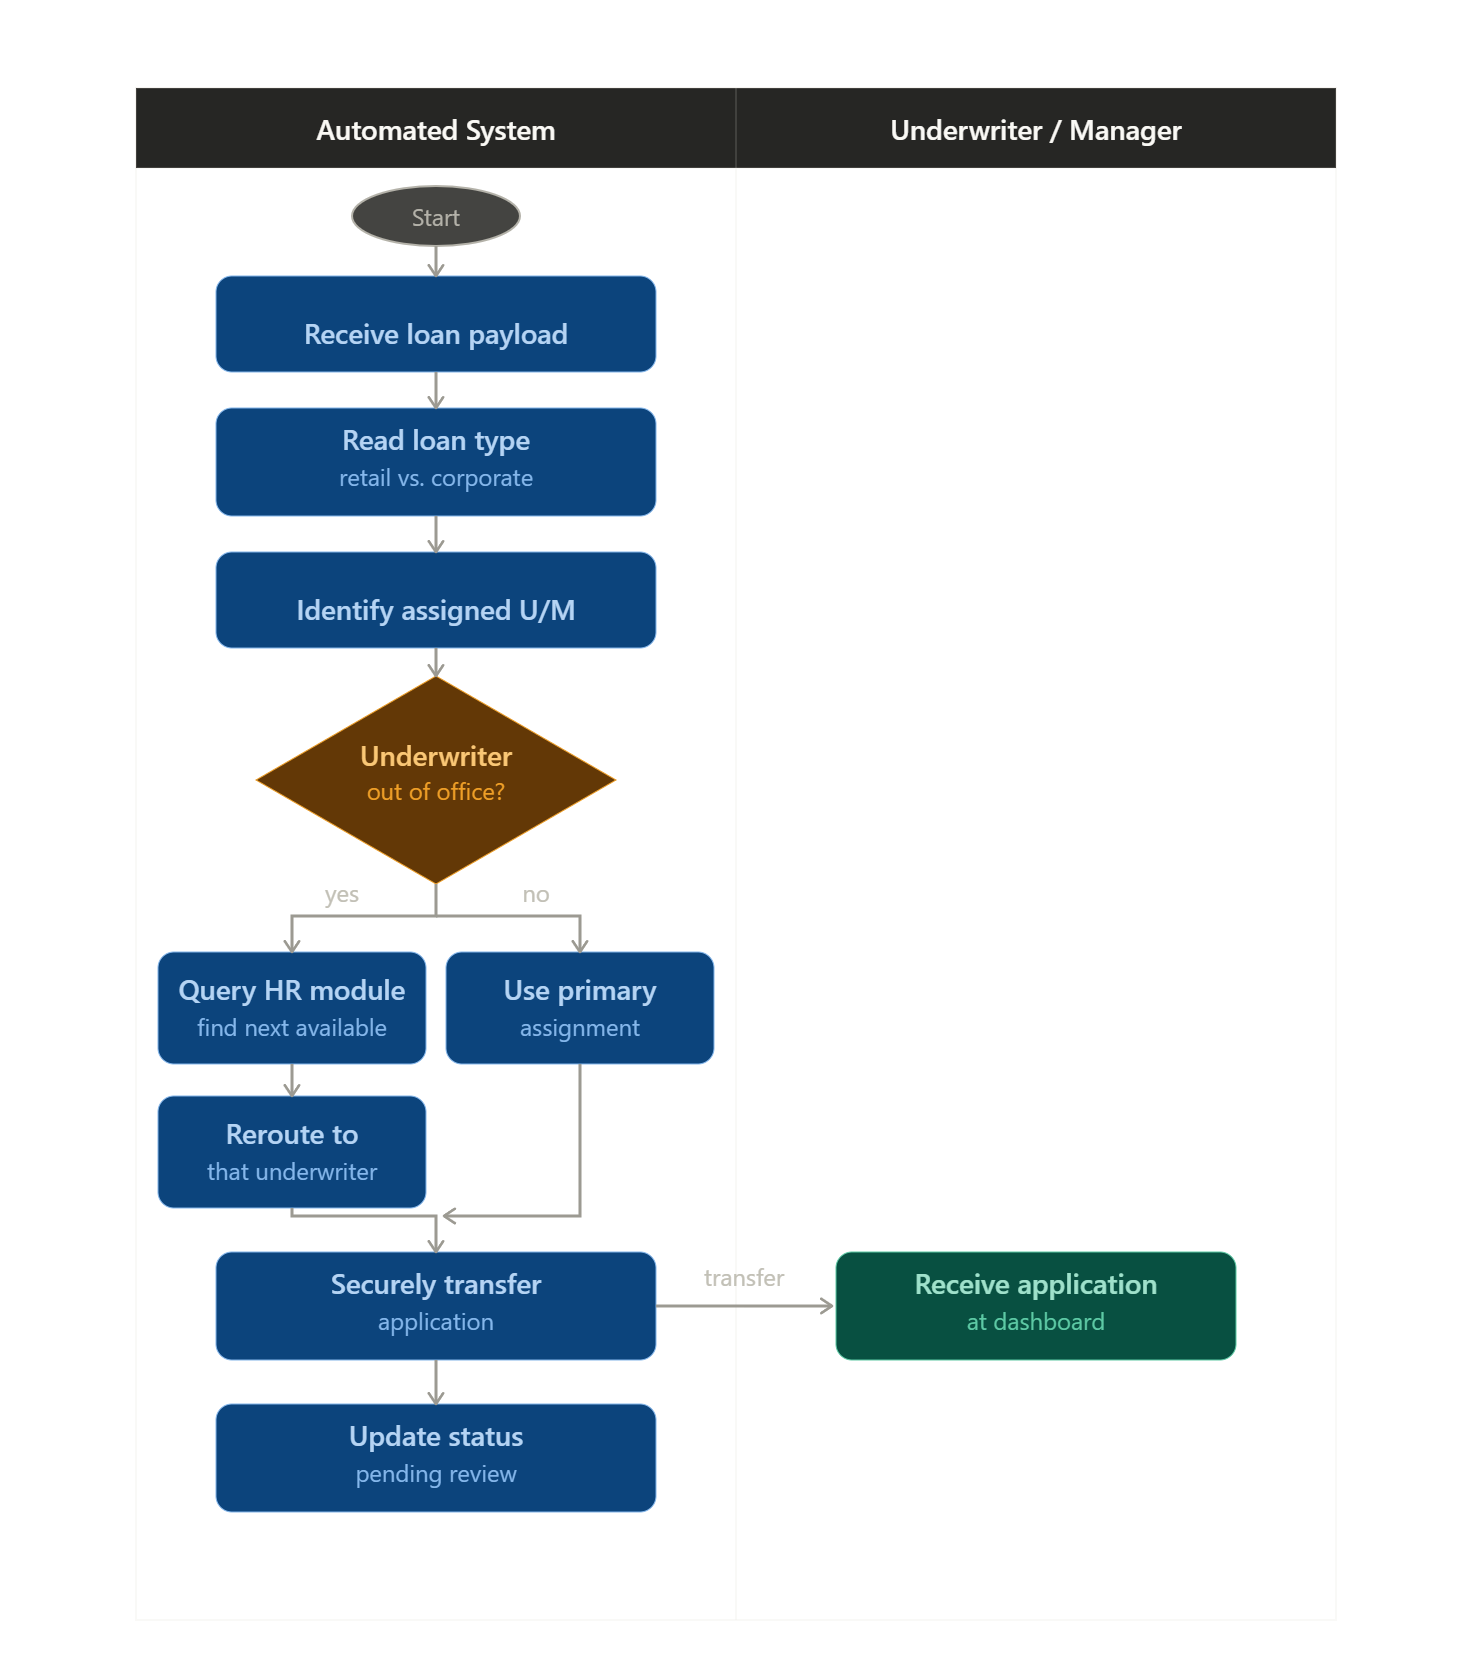 Automated System
Underwriter / Manager
Start
Receive loan payload
Read loan type
retail vs. corporate
Identify assigned U/M
Underwriter
out of office?
yes
no
Query HR module
find next available
Use primary
assignment
Reroute to
that underwriter
Securely transfer
application
transfer
Receive application
at dashboard
Update status
pending review